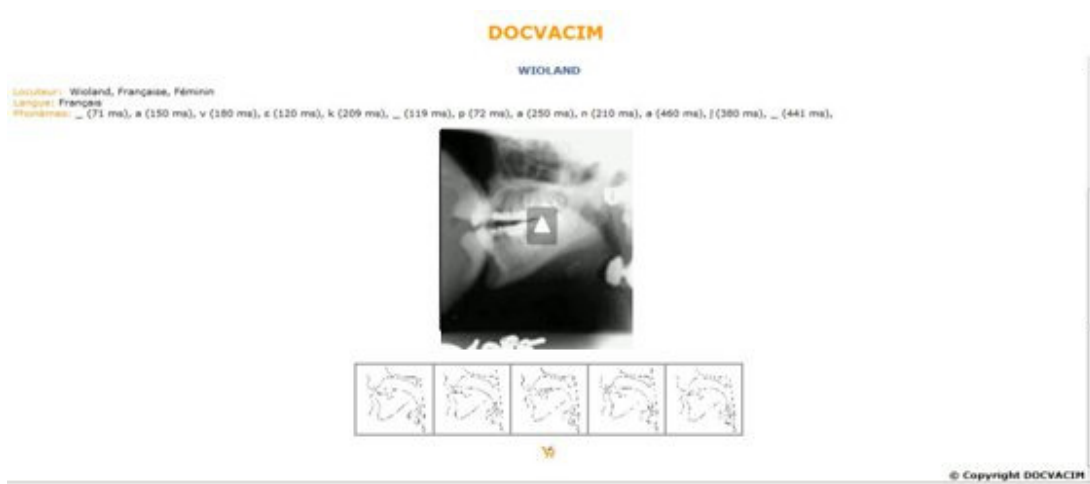 DOCVACIM
WIOLAND
Locuteur: Wioland, Française, Féminin
Langue: Français
Phonèmes: _ (71 ms), a (150 ms), v (180 ms), ɛ (120 ms), k (209 ms), _ (119 ms), p (72 ms), a (250 ms), n (210 ms), a (460 ms), ʃ (380 ms), _ (441 ms),
© Copyright DOCVACIM